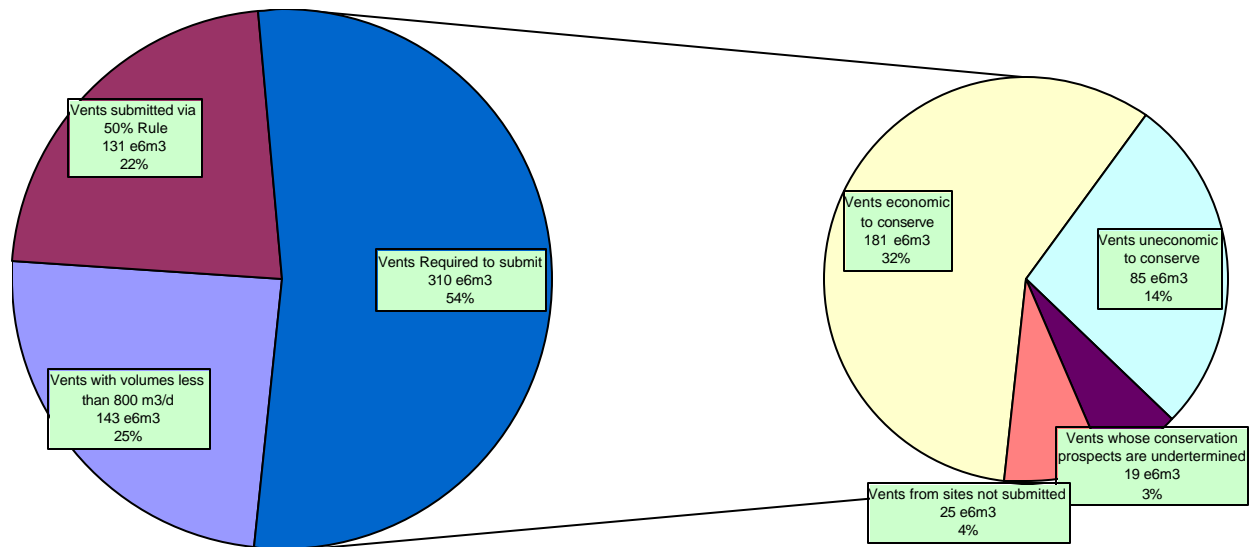 Vents submitted via
50% Rule
131 e6m3
22%
Vents Required to submit
310 e6m3
54%
Vents with volumes less
than 800 m3/d
143 e6m3
25%
Vents economic
to conserve
181 e6m3
32%
Vents uneconomic
to conserve
85 e6m3
14%
Vents whose conservation
prospects are undertermined
19 e6m3
3%
Vents from sites not submitted
25 e6m3
4%